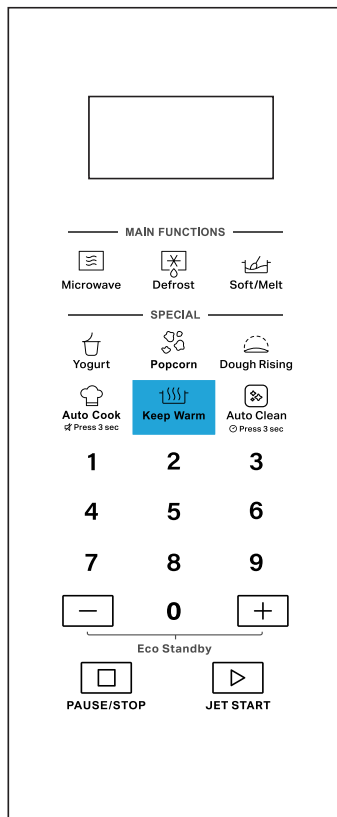 MAIN FUNCTIONS
Microwave Defrost Soft/Melt
SPECIAL
Yogurt Popcorn Dough Rising
Auto Cook Keep Warm Auto Clean
Press 3 sec Press 3 sec
1 2 3
4 5 6
7 8 9
− 0 +
Eco Standby
PAUSE/STOP JET START